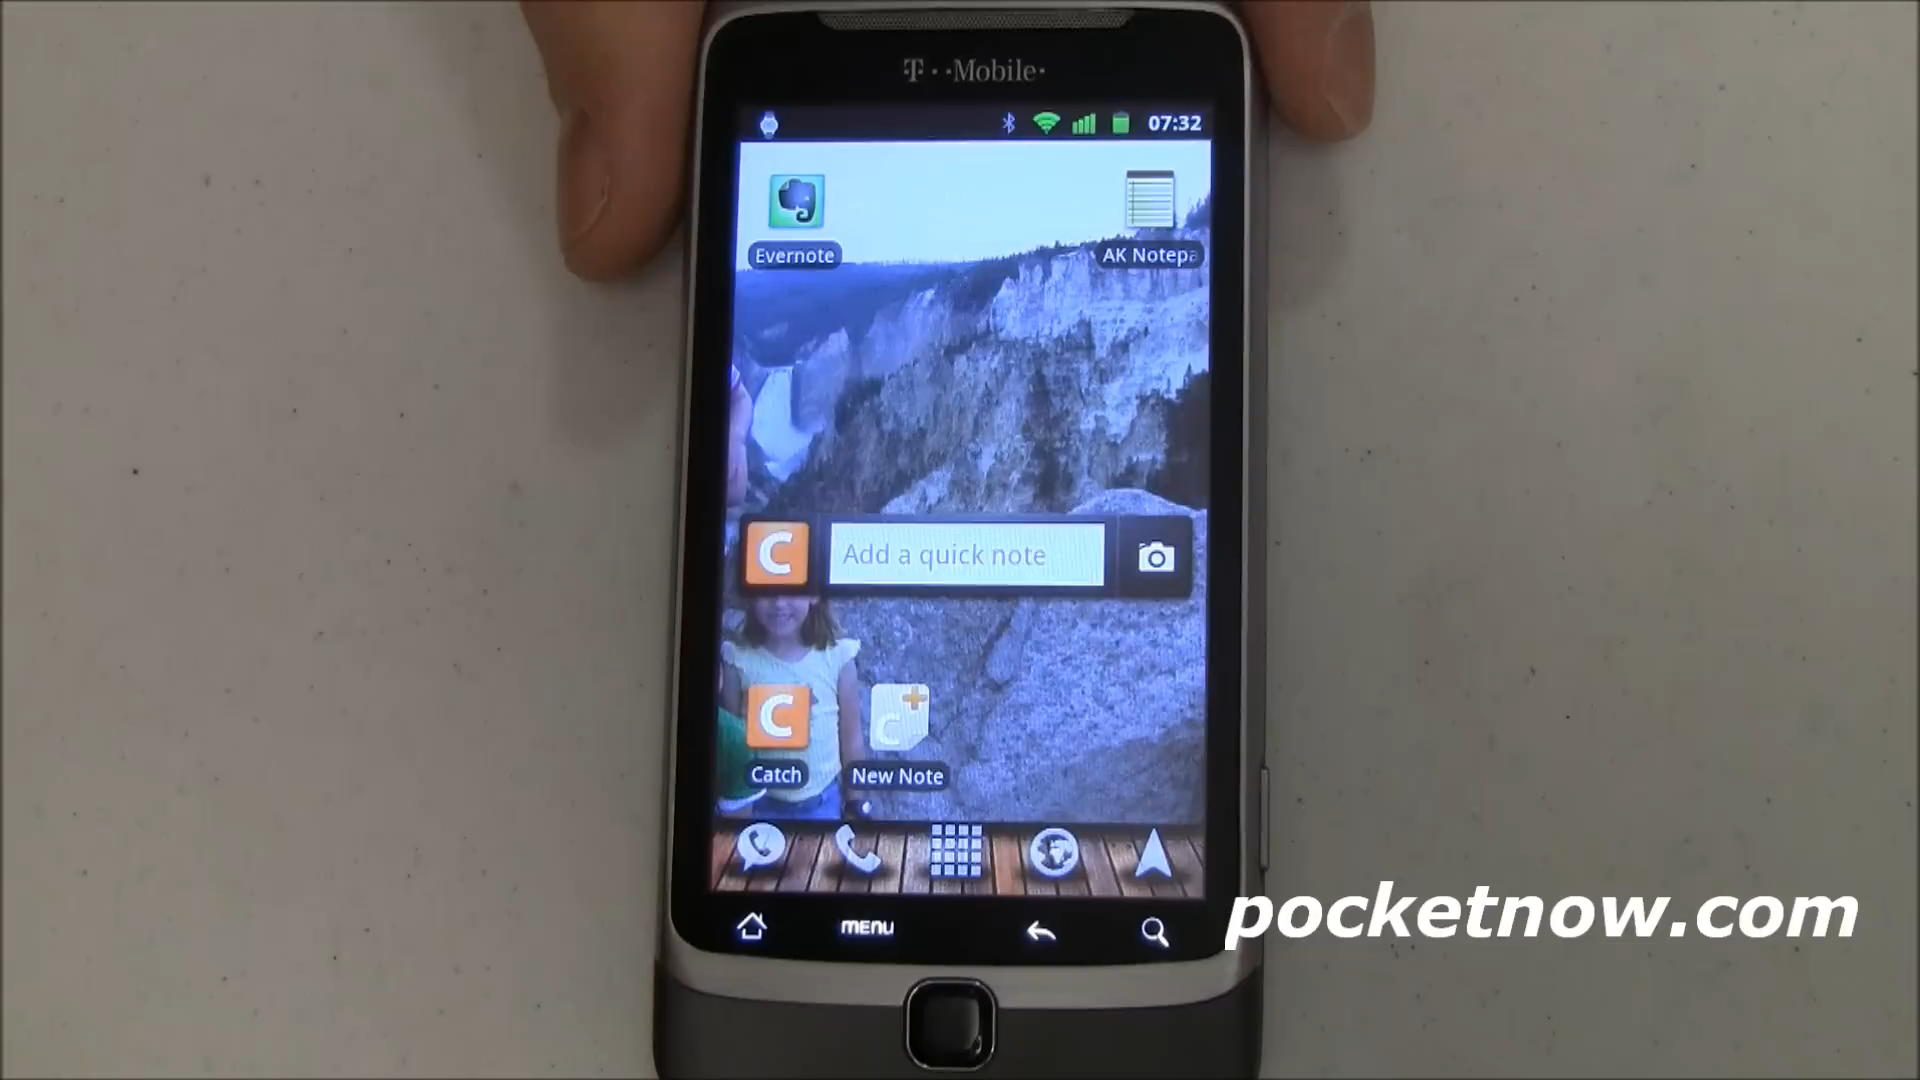 T··Mobile·
07:32
Evernote
AK Notepa
C
Add a quick note
C
C
Catch
New Note
MENU
pocketnow.com